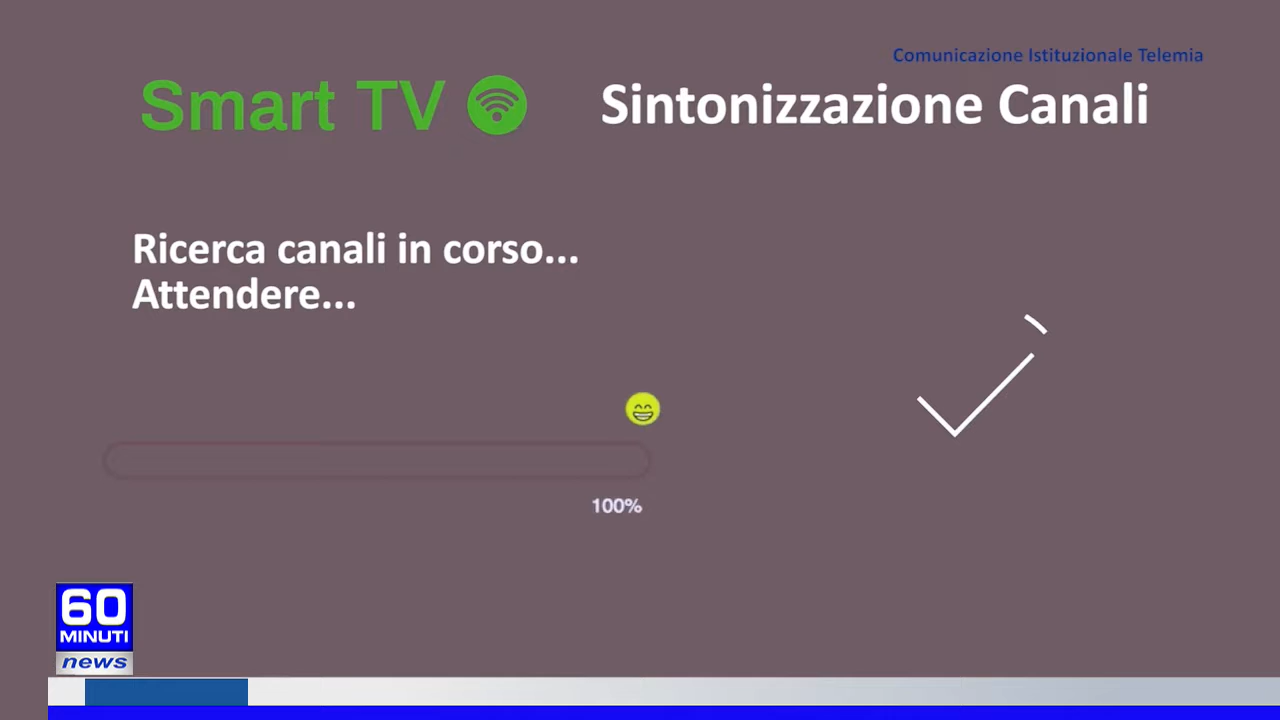 Comunicazione Istituzionale Telemia
Smart TV
Sintonizzazione Canali
Ricerca canali in corso...
Attendere...
100%
60
MINUTI
news